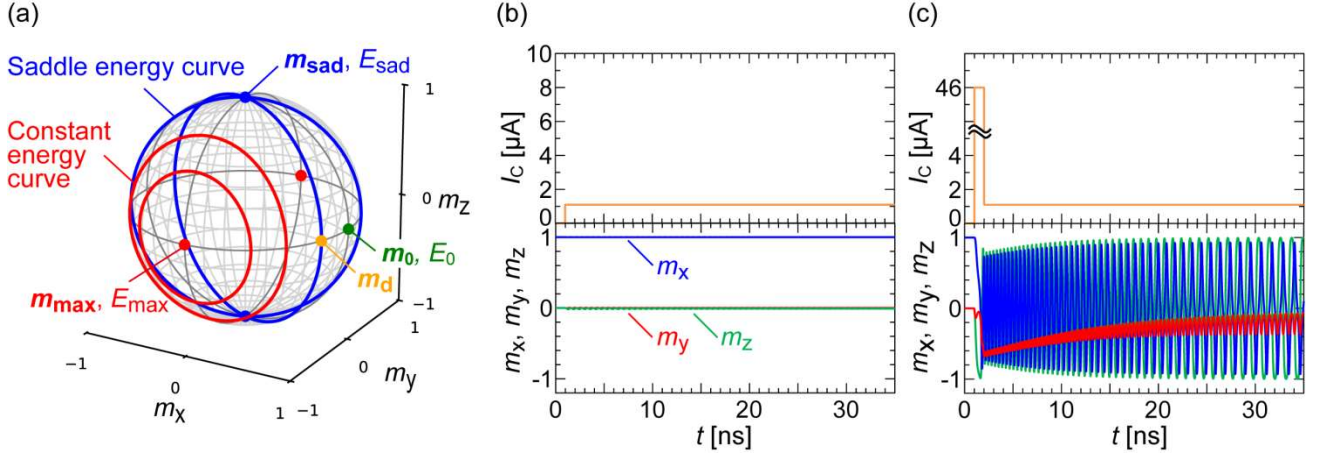 (a)
Saddle energy curve
m_sad, E_sad
Constant
energy
curve
m_max, E_max
m_0, E_0
m_d
1
0
-1
m_z
1
0
-1
m_y
-1
0
1
m_x
(b)
10
8
6
4
2
0
I_C [μA]
1
0
-1
m_x, m_y, m_z
m_x
m_y
m_z
0
10
20
30
t [ns]
(c)
46
4
2
0
I_C [μA]
1
0
-1
m_x, m_y, m_z
0
10
20
30
t [ns]